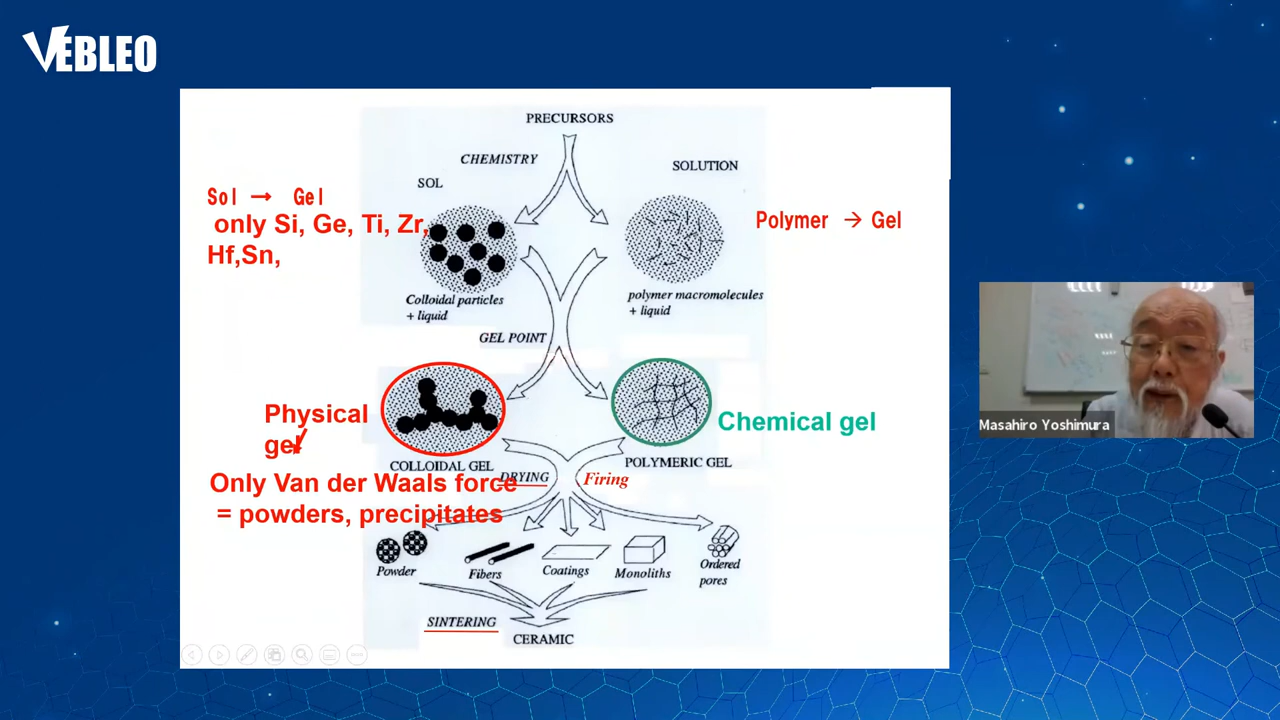 VEBLEO
PRECURSORS
CHEMISTRY
SOLUTION
SOL
Sol → Gel
only Si, Ge, Ti, Zr,
Hf,Sn,
Polymer → Gel
Colloidal particles
+ liquid
polymer macromolecules
+ liquid
GEL POINT
Physical
gel
Chemical gel
COLLOIDAL GEL
POLYMERIC GEL
Only Van der Waals force
= powders, precipitates
DRYING
Firing
Powder
Fibers
Coatings
Monoliths
Ordered
pores
SINTERING
CERAMIC
Masahiro Yoshimura